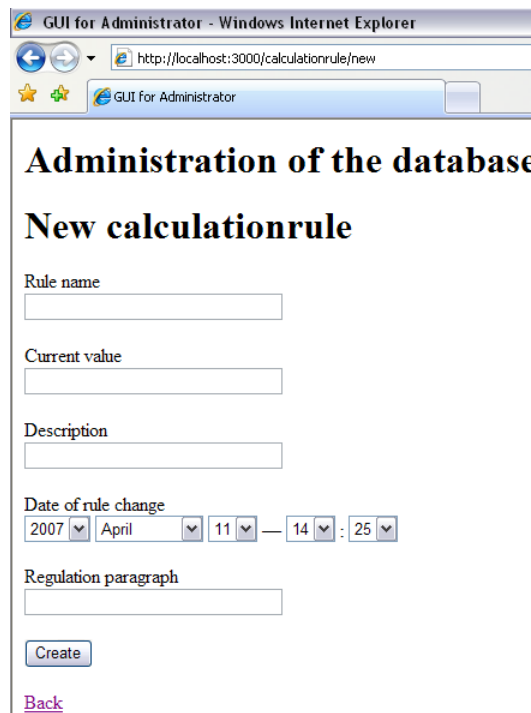 GUI for Administrator - Windows Internet Explorer
http://localhost:3000/calculationrule/new
GUI for Administrator
Administration of the database
New calculationrule
Rule name
Current value
Description
Date of rule change
2007 April 11 — 14 : 25
Regulation paragraph
Create
Back